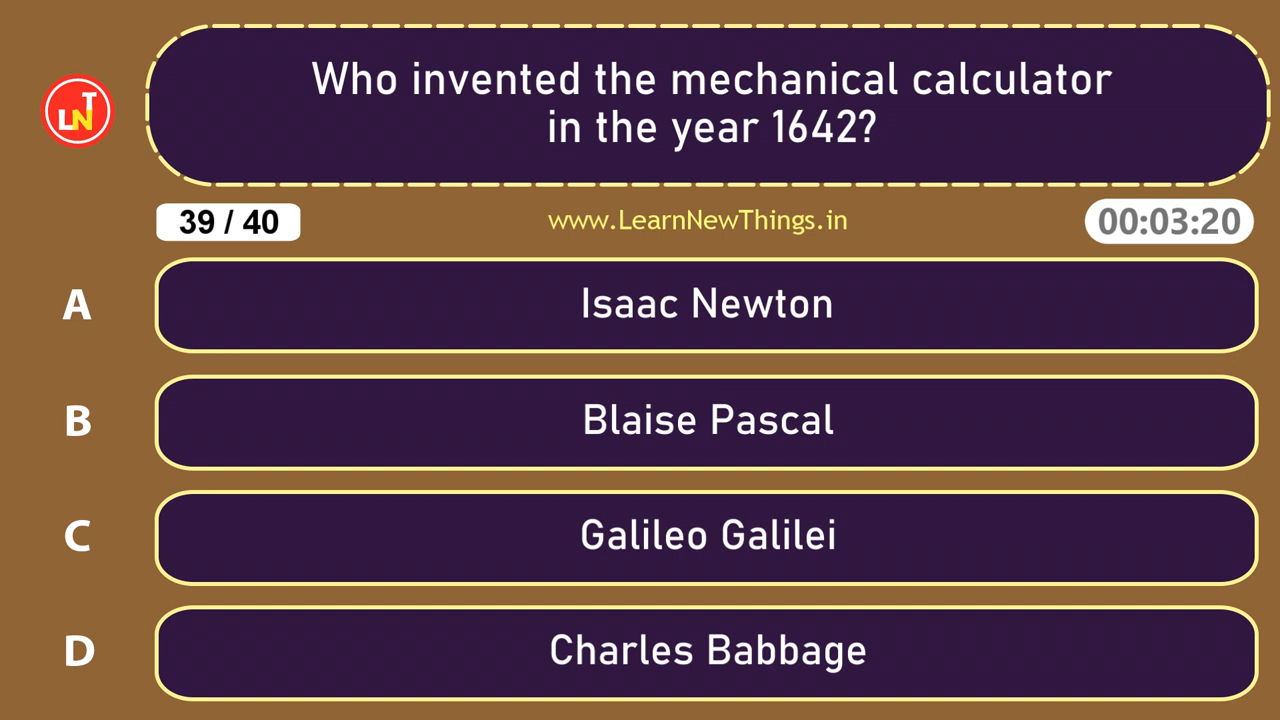 Who invented the mechanical calculator
in the year 1642?
LNT
39 / 40
www.LearnNewThings.in
00:03:20
A
Isaac Newton
B
Blaise Pascal
C
Galileo Galilei
D
Charles Babbage